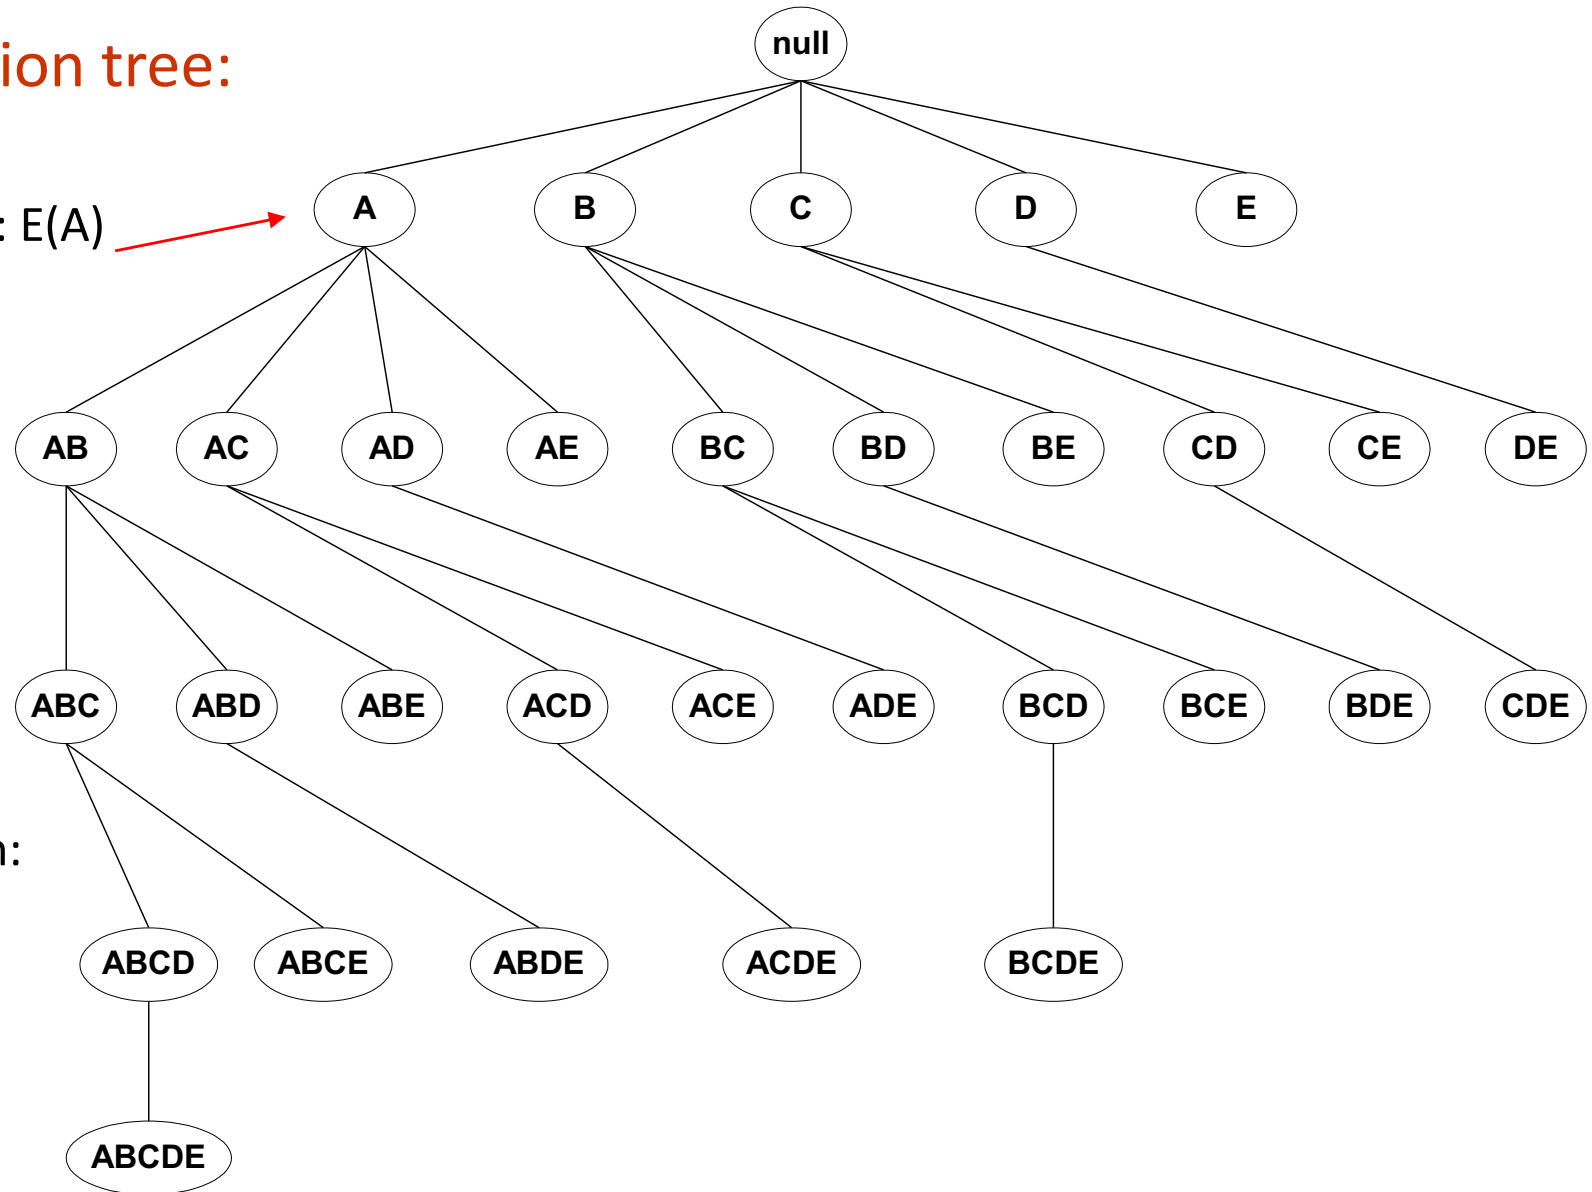 null
ion tree:
: E(A)
A B C D E
AB AC AD AE BC BD BE CD CE DE
ABC ABD ABE ACD ACE ADE BCD BCE BDE CDE
n:
ABCD ABCE ABDE ACDE BCDE
ABCDE